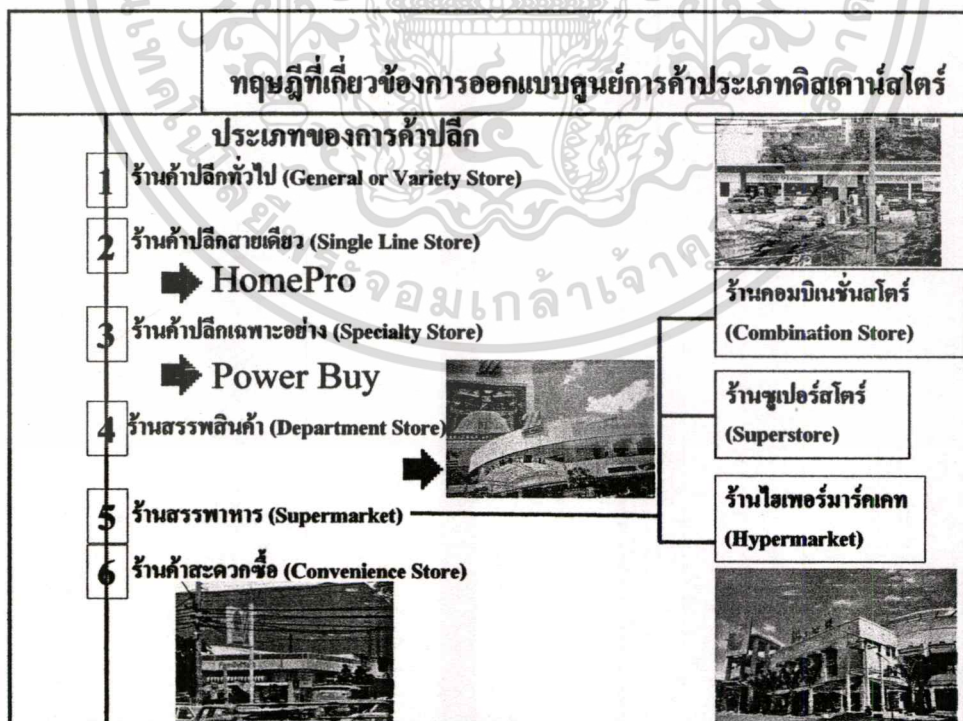 ทฤษฎีที่เกี่ยวข้องการออกแบบศูนย์การค้าประเภทดิสเคาน์สโตร์
ประเภทของการค้าปลีก
1 ร้านค้าปลีกทั่วไป (General or Variety Store)
2 ร้านค้าปลีกสายเดียว (Single Line Store)
HomePro
3 ร้านค้าปลีกเฉพาะอย่าง (Specialty Store)
Power Buy
4 ร้านสรรพสินค้า (Department Store)
5 ร้านสรรพาหาร (Supermarket)
6 ร้านค้าสะดวกซื้อ (Convenience Store)
ร้านคอมบิเนชั่นสโตร์
(Combination Store)
ร้านซูเปอร์สโตร์
(Superstore)
ร้านไฮเพอร์มาร์คเคท
(Hypermarket)